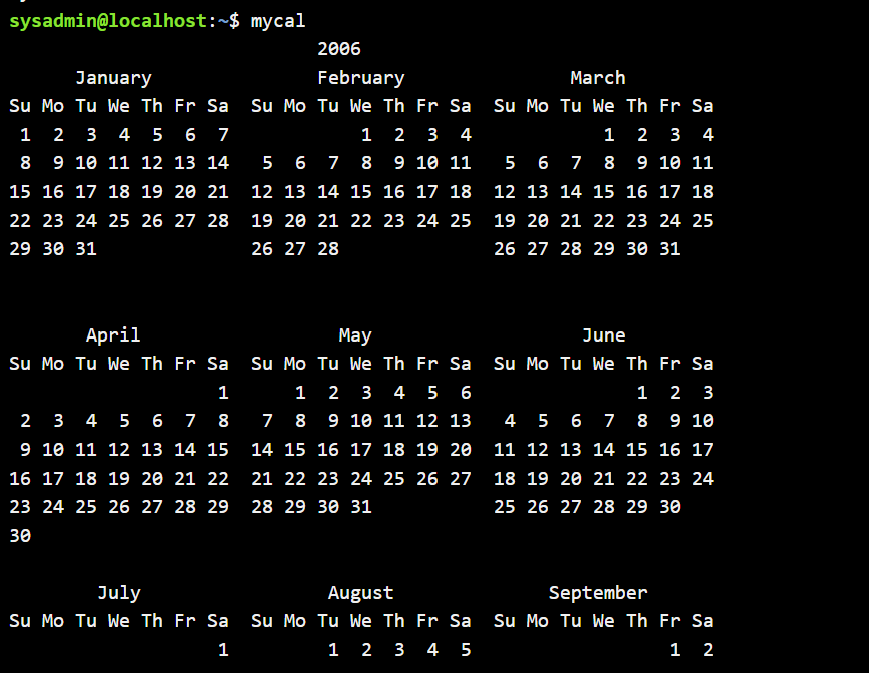 sysadmin@localhost:~$ mycal
                            2006
      January               February               March
Su Mo Tu We Th Fr Sa  Su Mo Tu We Th Fr Sa  Su Mo Tu We Th Fr Sa
 1  2  3  4  5  6  7            1  2  3  4            1  2  3  4
 8  9 10 11 12 13 14   5  6  7  8  9 10 11   5  6  7  8  9 10 11
15 16 17 18 19 20 21  12 13 14 15 16 17 18  12 13 14 15 16 17 18
22 23 24 25 26 27 28  19 20 21 22 23 24 25  19 20 21 22 23 24 25
29 30 31              26 27 28              26 27 28 29 30 31
       April                  May                   June
Su Mo Tu We Th Fr Sa  Su Mo Tu We Th Fr Sa  Su Mo Tu We Th Fr Sa
                   1      1  2  3  4  5  6               1  2  3
 2  3  4  5  6  7  8   7  8  9 10 11 12 13   4  5  6  7  8  9 10
 9 10 11 12 13 14 15  14 15 16 17 18 19 20  11 12 13 14 15 16 17
16 17 18 19 20 21 22  21 22 23 24 25 26 27  18 19 20 21 22 23 24
23 24 25 26 27 28 29  28 29 30 31           25 26 27 28 29 30
30
        July                 August              September
Su Mo Tu We Th Fr Sa  Su Mo Tu We Th Fr Sa  Su Mo Tu We Th Fr Sa
                   1         1  2  3  4  5                  1  2